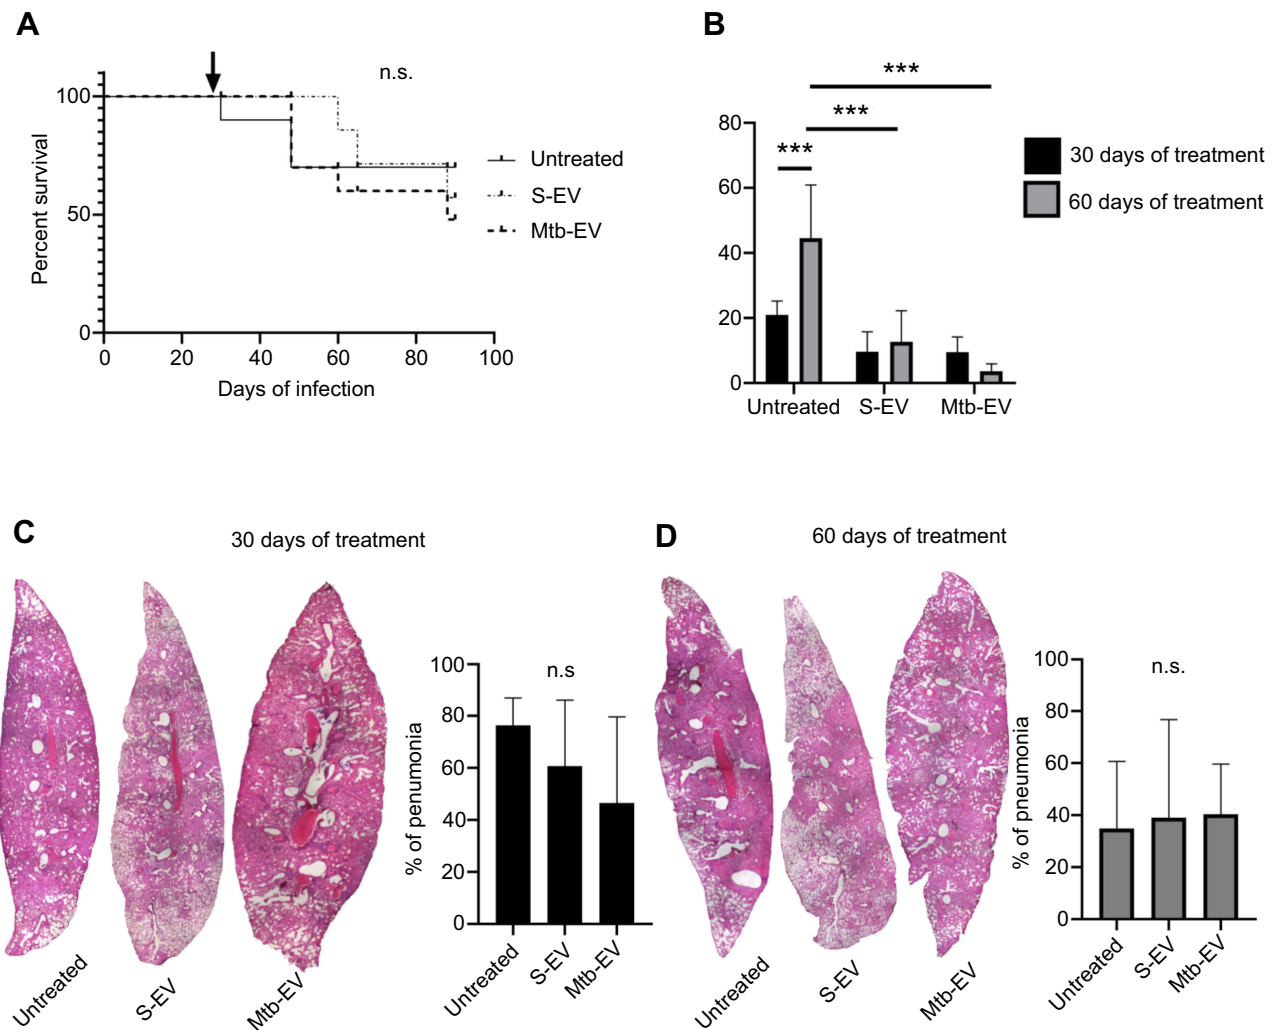 A
n.s.
Percent survival
100
50
0
0 20 40 60 80 100
Days of infection
Untreated
S-EV
Mtb-EV
B
***
***
***
80
60
40
20
0
Untreated S-EV Mtb-EV
30 days of treatment
60 days of treatment
C
30 days of treatment
Untreated
S-EV
Mtb-EV
n.s
% of penumonia
100
80
60
40
20
0
Untreated
S-EV
Mtb-EV
D
60 days of treatment
Untreated
S-EV
Mtb-EV
n.s.
% of pneumonia
100
80
60
40
20
0
Untreated
S-EV
Mtb-EV